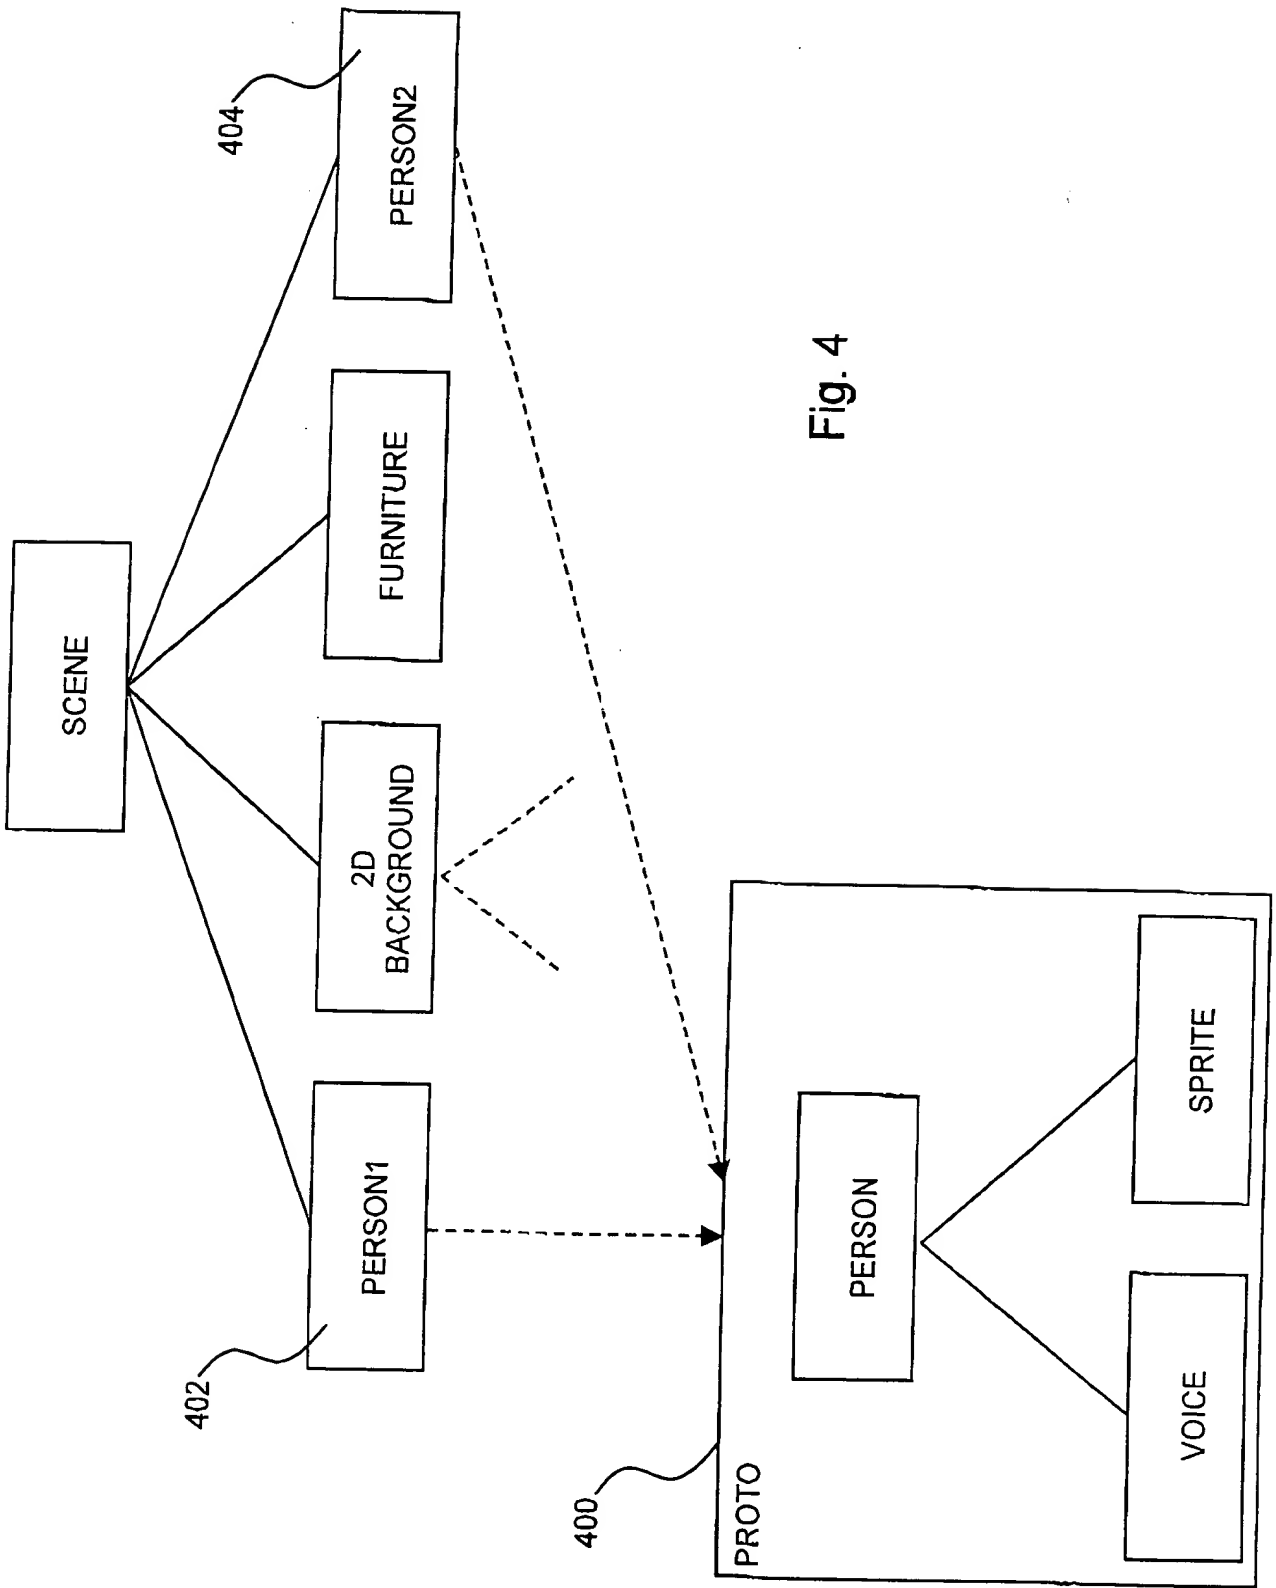 SCENE
404
402
PERSON1
2D
BACKGROUND
FURNITURE
PERSON2
400
PROTO
PERSON
VOICE
SPRITE
Fig. 4